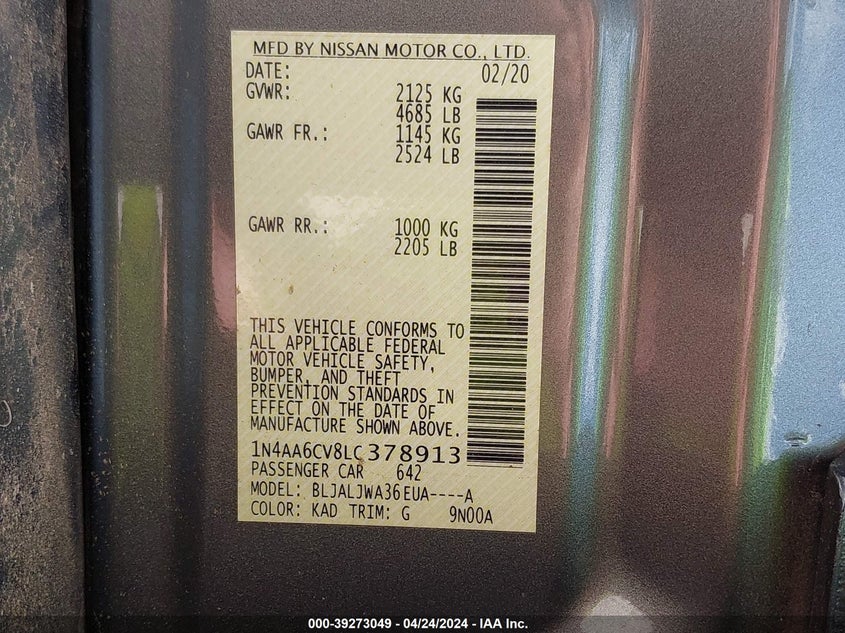 MFD BY NISSAN MOTOR CO., LTD.
DATE: 02/20
GVWR: 2125 KG
4685 LB
GAWR FR.: 1145 KG
2524 LB
GAWR RR.: 1000 KG
2205 LB
THIS VEHICLE CONFORMS TO
ALL APPLICABLE FEDERAL
MOTOR VEHICLE SAFETY,
BUMPER, AND THEFT
PREVENTION STANDARDS IN
EFFECT ON THE DATE OF
MANUFACTURE SHOWN ABOVE.
1N4AA6CV8LC378913
PASSENGER CAR 642
MODEL: BLJALJWA36EUA----A
COLOR: KAD TRIM: G 9N00A
000-39273049 - 04/24/2024 - IAA Inc.